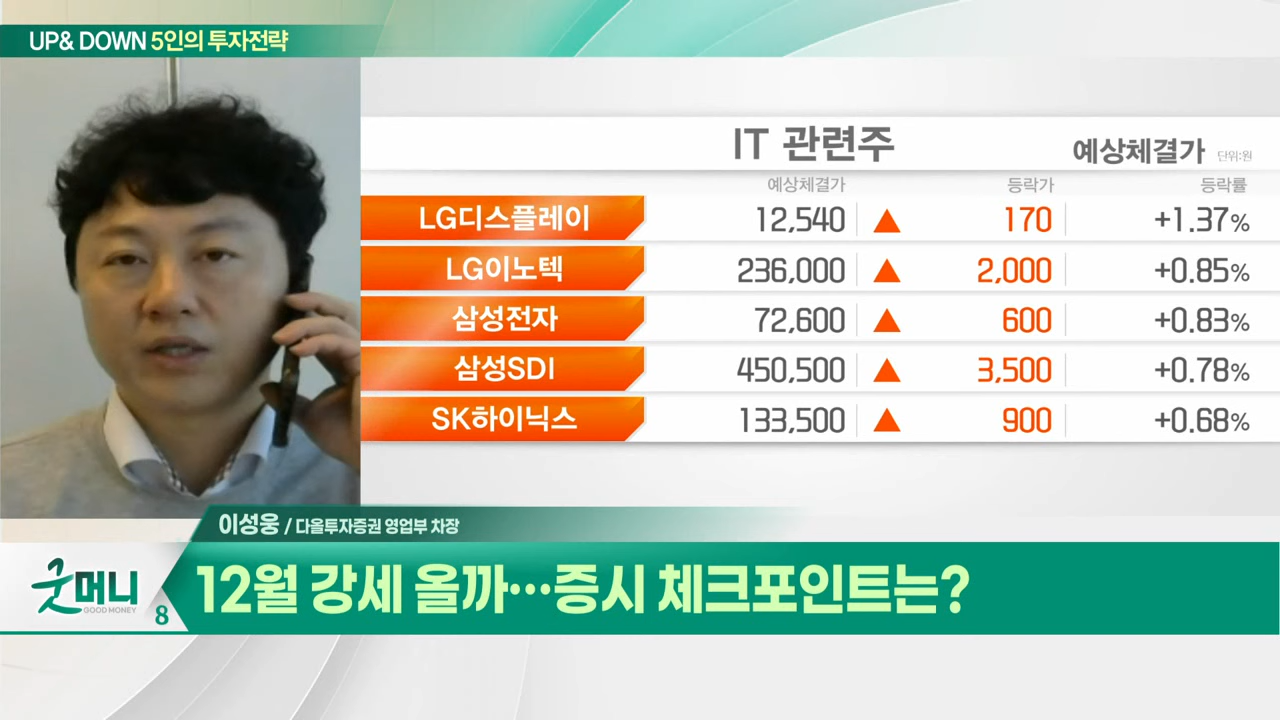 UP& DOWN 5인의 투자전략
IT 관련주
예상체결가 단위:원
예상체결가 등락가 등락률
LG디스플레이 12,540 ▲ 170 +1.37%
LG이노텍 236,000 ▲ 2,000 +0.85%
삼성전자 72,600 ▲ 600 +0.83%
삼성SDI 450,500 ▲ 3,500 +0.78%
SK하이닉스 133,500 ▲ 900 +0.68%
이성웅 / 다올투자증권 영업부 차장
굿머니
GOOD MONEY
8
12월 강세 올까…증시 체크포인트는?